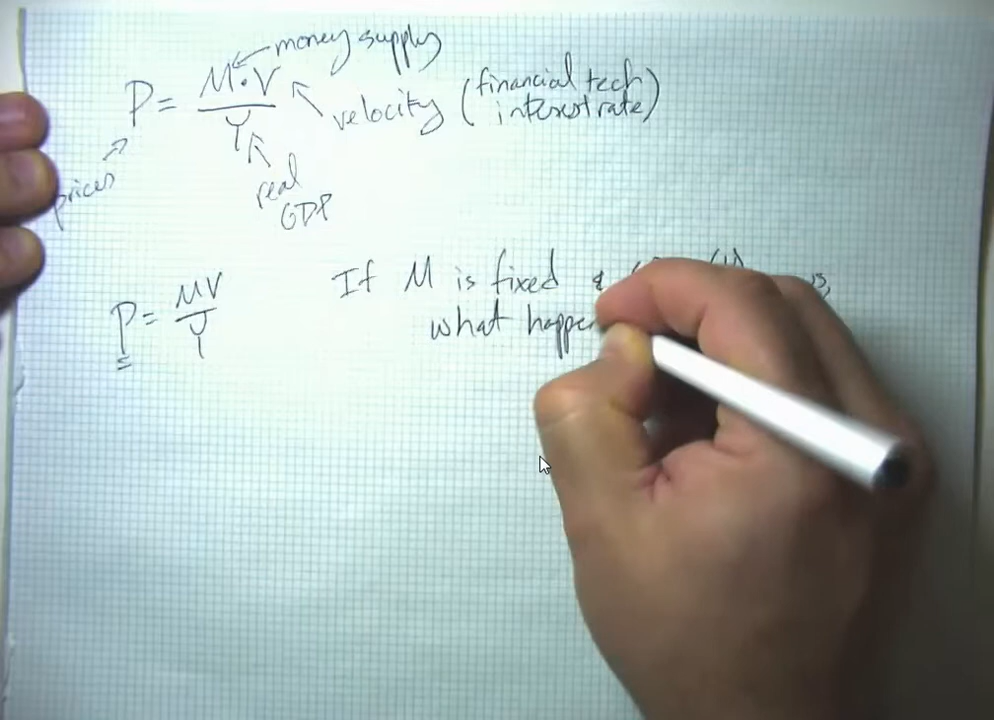 money supply
P = M·V / Y
velocity (financial tech
interest rate)
prices
real
GDP
P = MV / Y
If M is fixed &
what happen